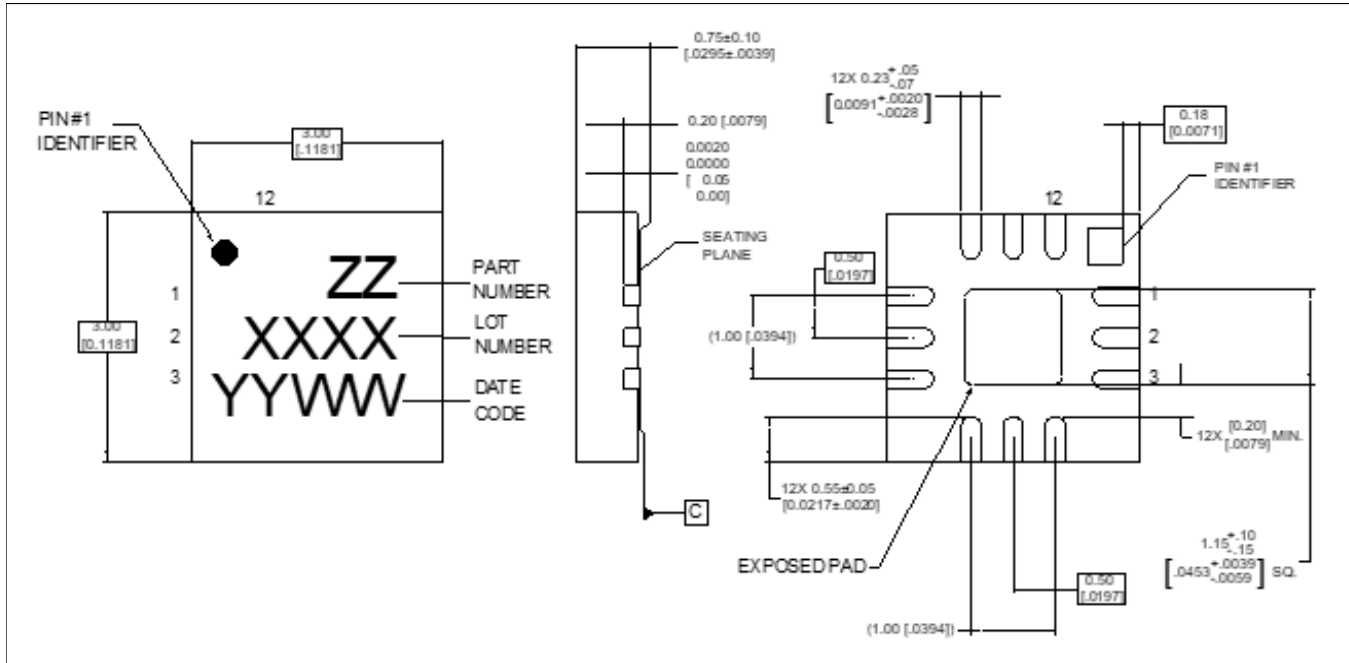 PIN #1
IDENTIFIER
3.00
[.1181]
12
3.00
[0.1181]
1
2
3
ZZ
XXXX
YYWW
PART
NUMBER
LOT
NUMBER
DATE
CODE
0.75±0.10
[.0295±.0039]
0.20 [.0079]
0.0020
0.0000
[ 0.05
0.00]
SEATING
PLANE
C
12X 0.23 +.05
-.07
[0.0091 +.0020
-.0028]
0.18
[0.0071]
PIN #1
IDENTIFIER
12
0.50
[.0197]
(1.00 [.0394])
1
2
3
12X [0.20]
.0079] MIN.
12X 0.55±0.05
[0.0217±.0020]
EXPOSED PAD
1.15 +.10
-.15
[.0453 +.0039
-.0059] SQ.
0.50
[.0197]
(1.00 [.0394])